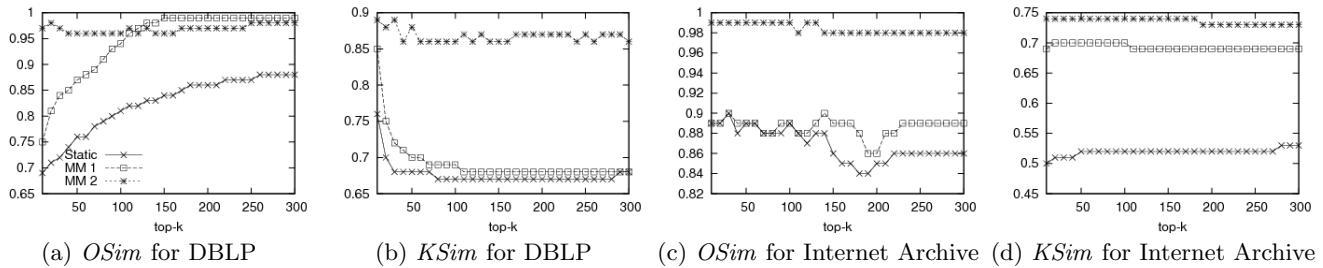 1
0.95
0.9
0.85
0.8
0.75
0.7
0.65
Static
MM 1
MM 2
50 100 150 200 250 300
top-k
(a) OSim for DBLP
0.9
0.85
0.8
0.75
0.7
0.65
50 100 150 200 250 300
top-k
(b) KSim for DBLP
1
0.98
0.96
0.94
0.92
0.9
0.88
0.86
0.84
0.82
50 100 150 200 250 300
top-k
(c) OSim for Internet Archive
0.75
0.7
0.65
0.6
0.55
0.5
0.45
50 100 150 200 250 300
top-k
(d) KSim for Internet Archive